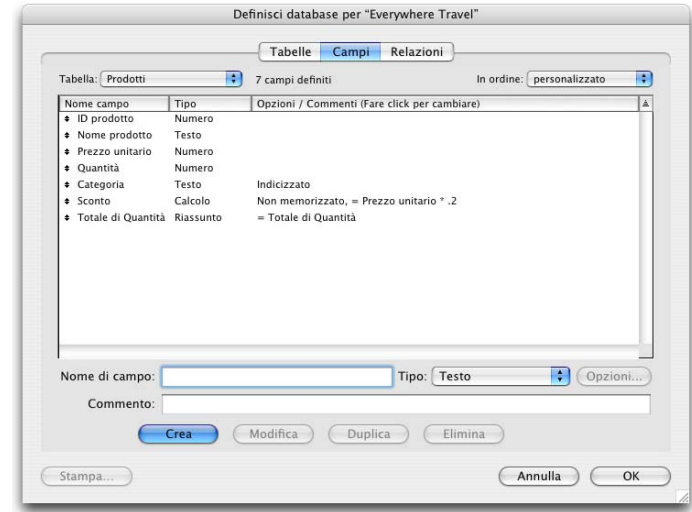 Definisci database per “Everywhere Travel”
Tabelle Campi Relazioni
Tabella: Prodotti 7 campi definiti In ordine: personalizzato
Nome campo Tipo Opzioni / Commenti (Fare click per cambiare)
ID prodotto Numero
Nome prodotto Testo
Prezzo unitario Numero
Quantità Numero
Categoria Testo Indicizzato
Sconto Calcolo Non memorizzato, = Prezzo unitario * .2
Totale di Quantità Riassunto = Totale di Quantità
Nome di campo: Tipo: Testo Opzioni...
Commento:
Crea Modifica Duplica Elimina
Stampa... Annulla OK